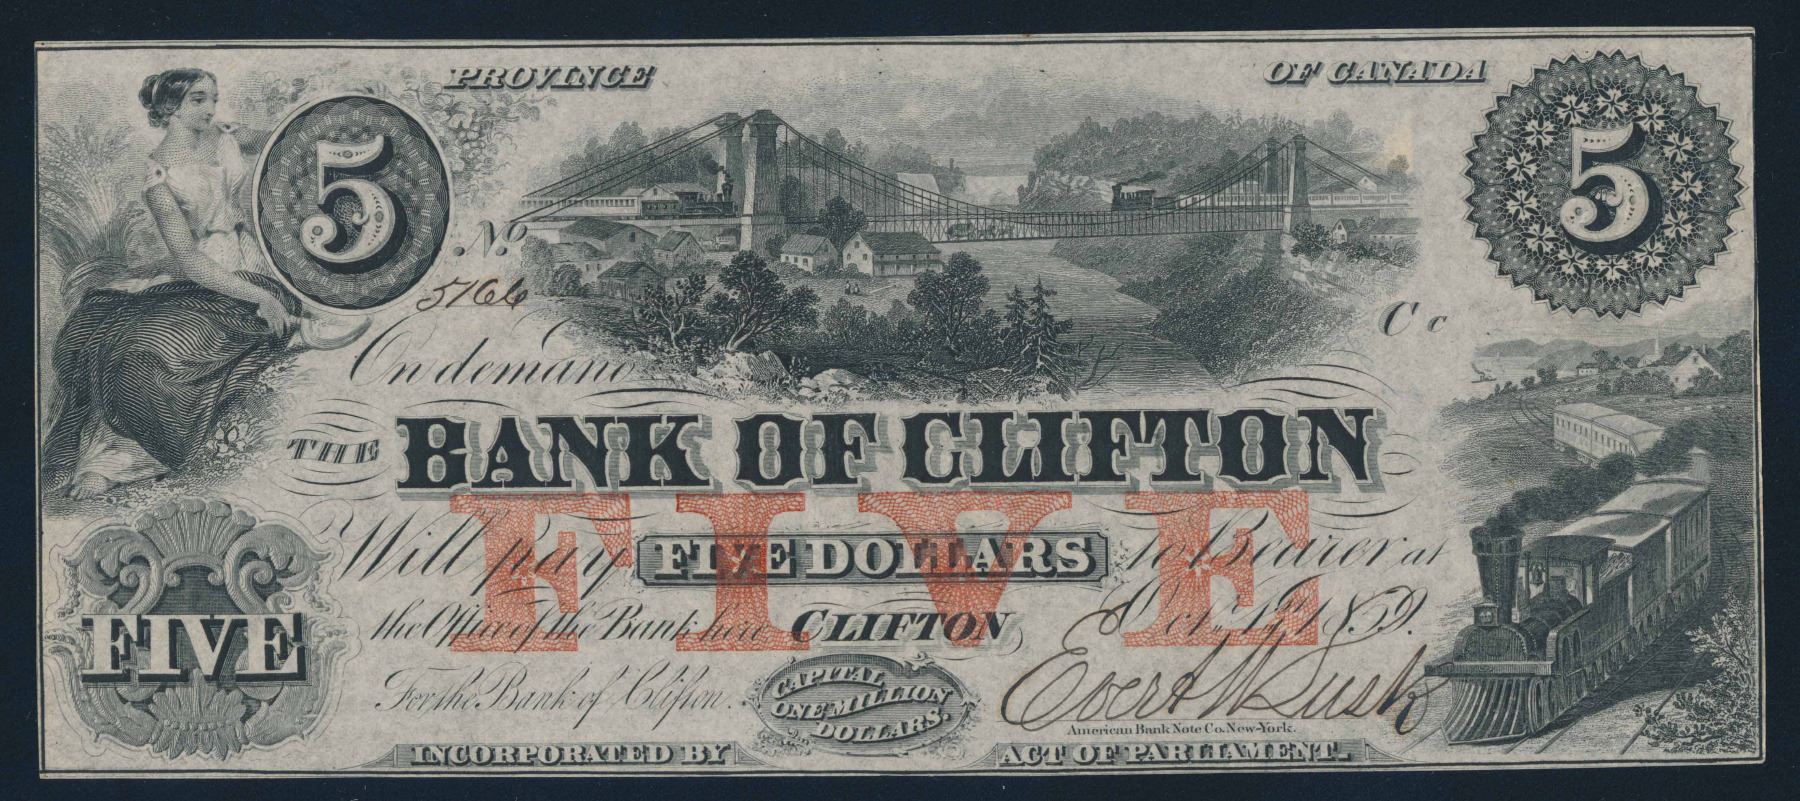 PROVINCE OF CANADA
5
5
No
5166
C c
On demand
THE BANK OF CLIFTON
FIVE
Will pay FIVE DOLLARS to Bearer at
the Office of the Bank here CLIFTON Oct. 1st 1859.
FIVE
For the Bank of Clifton.
CAPITAL
ONE MILLION
DOLLARS.
American Bank Note Co. New-York.
INCORPORATED BY ACT OF PARLIAMENT.